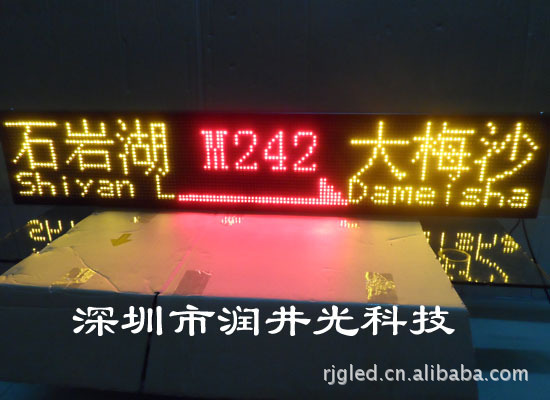 石岩湖 M242 大梅沙
Shiyan L Dameisha
深圳市润井光科技
rjgled.cn.alibaba.com